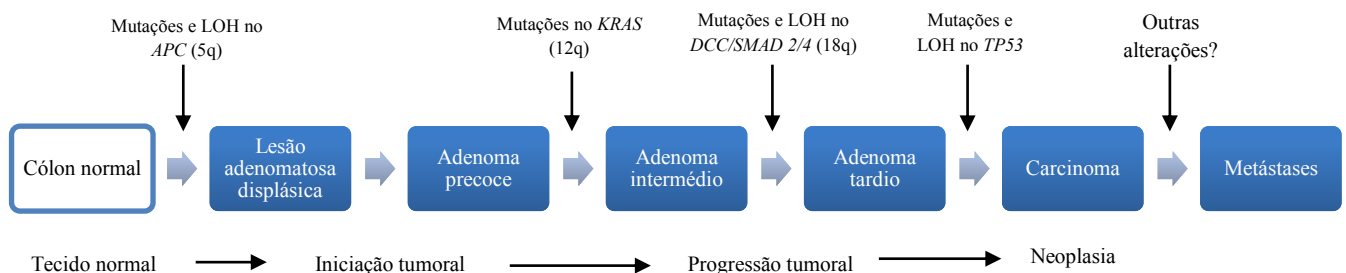 Mutações e LOH no
APC (5q)
Mutações no KRAS
(12q)
Mutações e LOH no
DCC/SMAD 2/4 (18q)
Mutações e
LOH no TP53
Outras
alterações?
Cólon normal
Lesão
adenomatosa
displásica
Adenoma
precoce
Adenoma
intermédio
Adenoma
tardio
Carcinoma
Metástases
Tecido normal
Iniciação tumoral
Progressão tumoral
Neoplasia